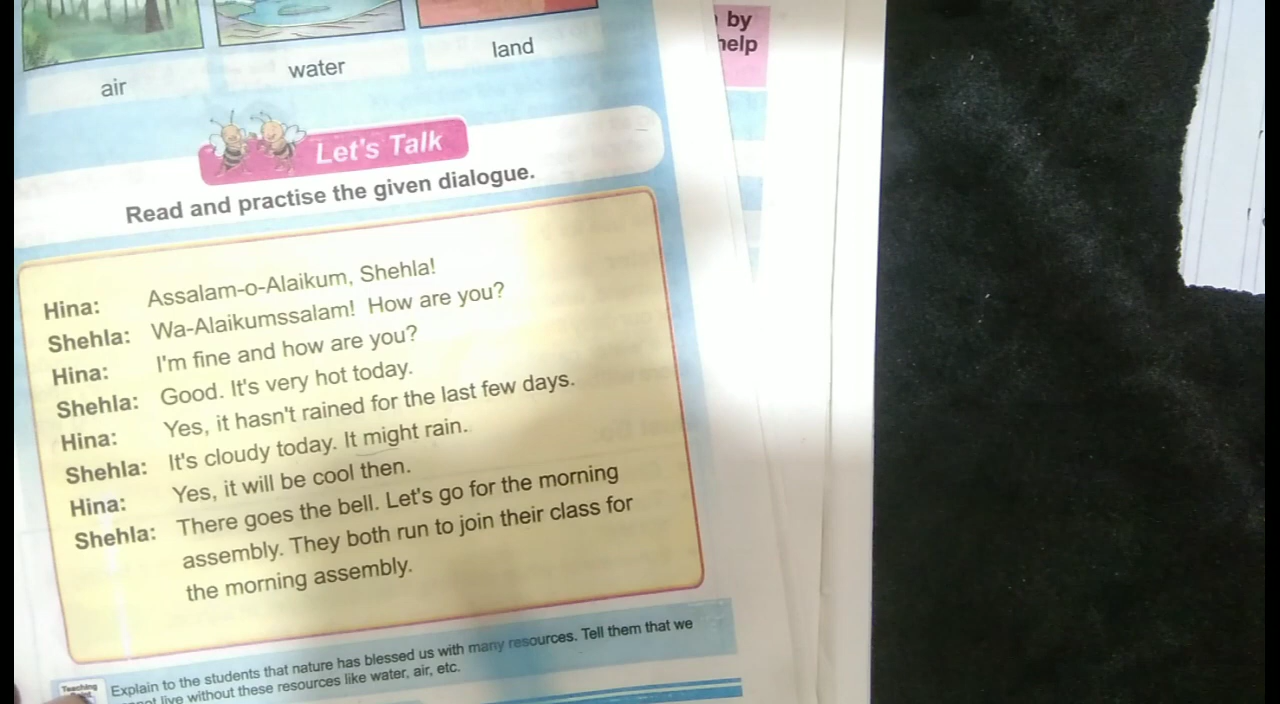 by
help
air
water
land
Let's Talk
Read and practise the given dialogue.
Hina: Assalam-o-Alaikum, Shehla!
Shehla: Wa-Alaikumssalam! How are you?
Hina: I'm fine and how are you?
Shehla: Good. It's very hot today.
Hina: Yes, it hasn't rained for the last few days.
Shehla: It's cloudy today. It might rain.
Hina: Yes, it will be cool then.
Shehla: There goes the bell. Let's go for the morning
assembly. They both run to join their class for
the morning assembly.
Teaching
Explain to the students that nature has blessed us with many resources. Tell them that we
live without these resources like water, air, etc.